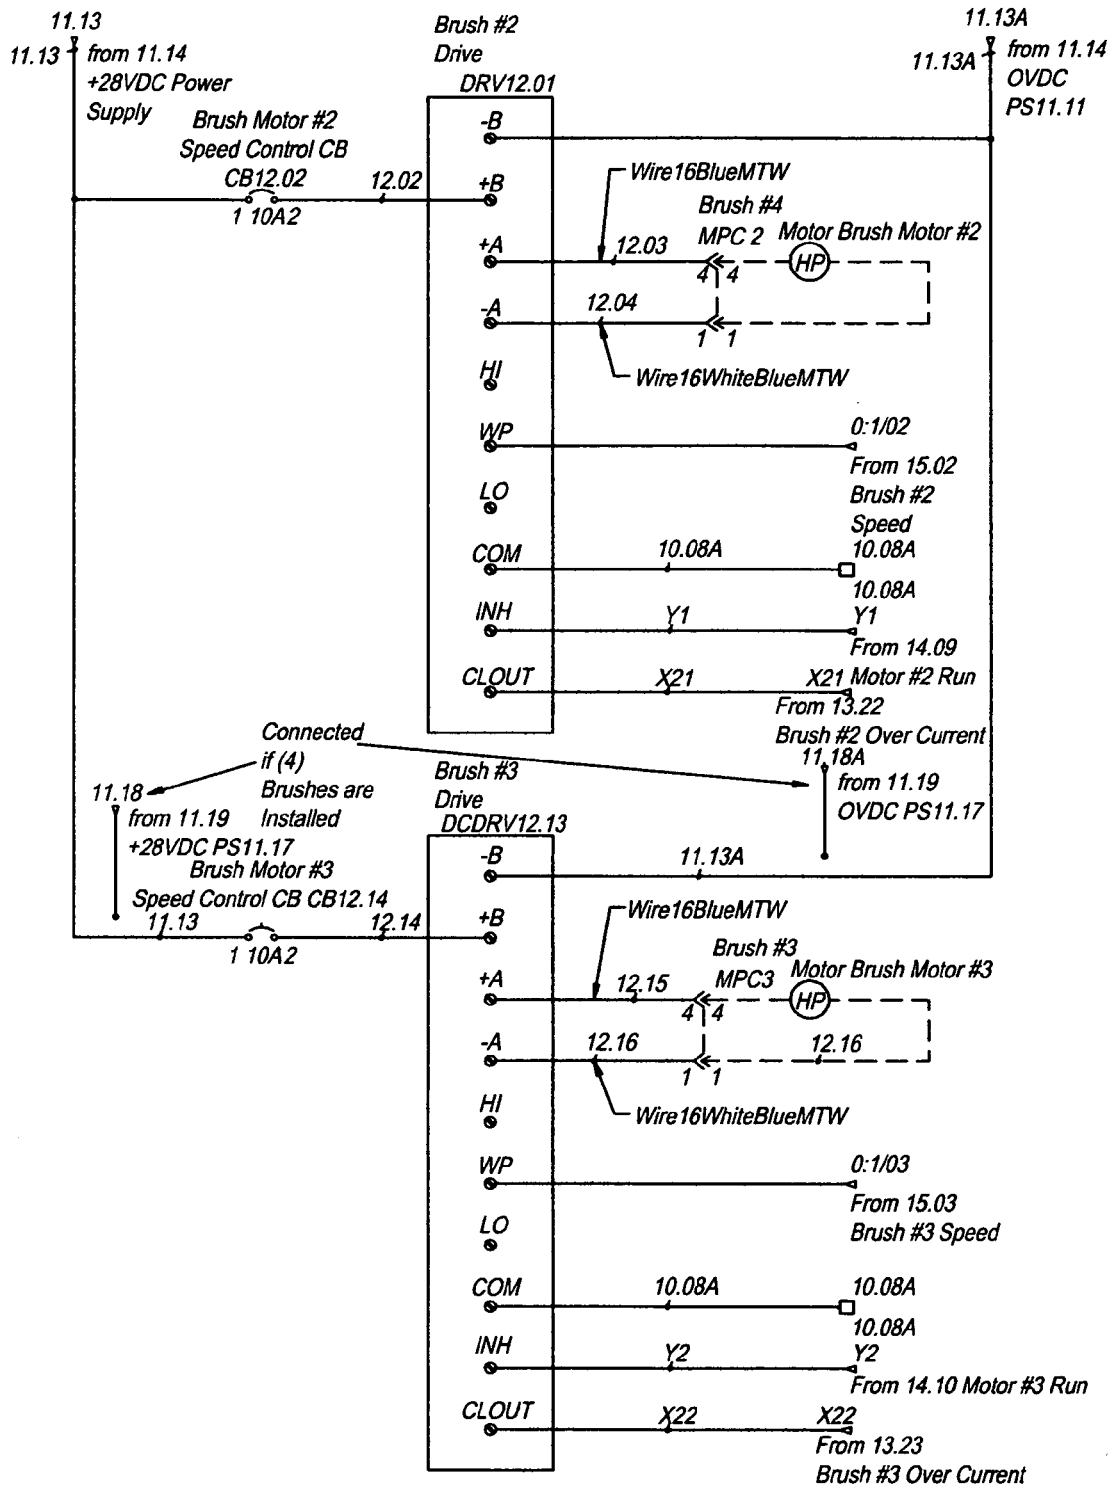 11.13
11.13
from 11.14
+28VDC Power
Supply
Brush #2
Drive
DRV12.01
11.13A
11.13A
from 11.14
OVDC
PS11.11
Brush Motor #2
Speed Control CB
CB12.02
1 10A2
12.02
-B
+B
+A
-A
HI
WP
LO
COM
INH
CLOUT
Wire16BlueMTW
Brush #4
MPC 2
Motor Brush Motor #2
12.03
HP
4 4
12.04
1 1
Wire16WhiteBlueMTW
0:1/02
From 15.02
Brush #2
Speed
10.08A
10.08A
10.08A
Y1
Y1
From 14.09
Motor #2 Run
X21
X21
From 13.22
Brush #2 Over Current
Connected
if (4)
Brushes are
Installed
11.18
from 11.19
+28VDC PS11.17
11.18A
from 11.19
OVDC PS11.17
Brush #3
Drive
DCDRV12.13
Brush Motor #3
Speed Control CB CB12.14
11.13
1 10A2
12.14
-B
+B
+A
-A
HI
WP
LO
COM
INH
CLOUT
11.13A
Wire16BlueMTW
Brush #3
MPC3
Motor Brush Motor #3
12.15
HP
4 4
12.16
12.16
1 1
Wire16WhiteBlueMTW
0:1/03
From 15.03
Brush #3 Speed
10.08A
10.08A
10.08A
Y2
Y2
From 14.10 Motor #3 Run
X22
X22
From 13.23
Brush #3 Over Current